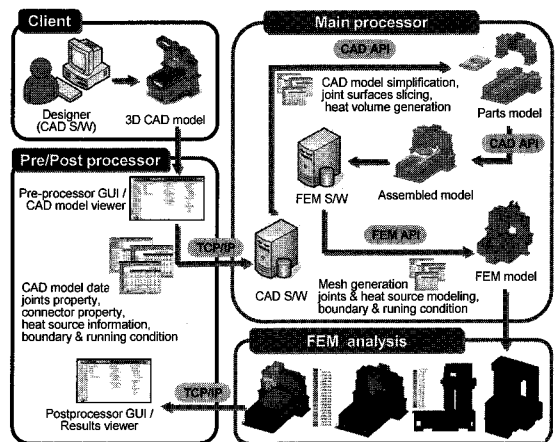 Client
Designer
(CAD S/W)
3D CAD model
Pre/Post processor
Pre-processor GUI /
CAD model viewer
TCP/IP
CAD model data
joints property,
connector property,
heat source information,
boundary & running condition
Postprocessor GUI /
Results viewer
TCP/IP
Main processor
CAD API
CAD model simplification,
joint surfaces slicing,
heat volume generation
Parts model
CAD API
Assembled model
FEM S/W
FEM API
CAD S/W
Mesh generation
joints & heat source modeling,
boundary & runing condition
FEM model
FEM analysis